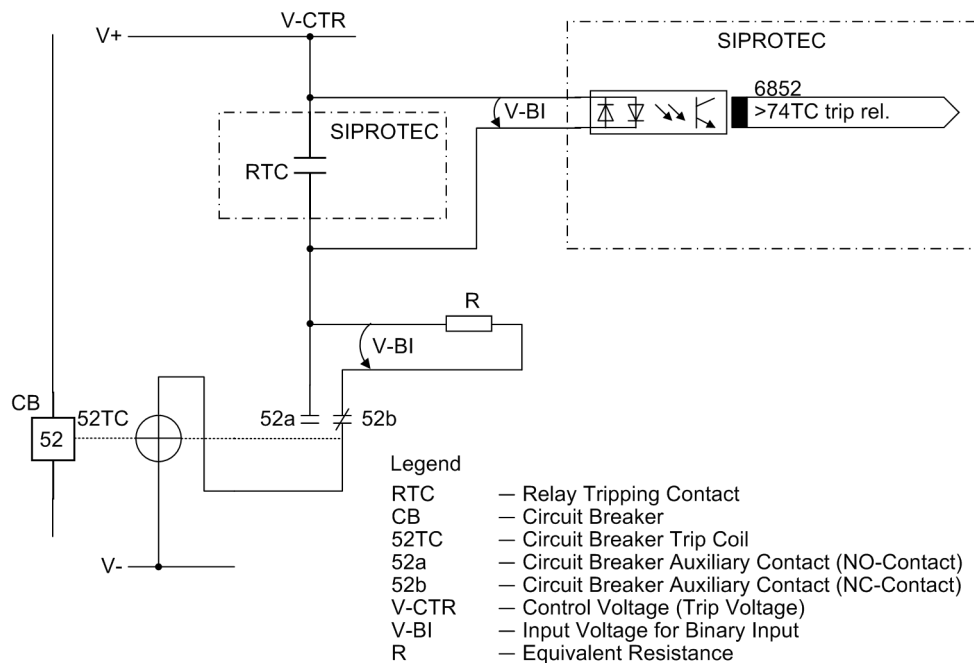 V-CTR
V+
SIPROTEC
6852
>74TC trip rel.
V-BI
SIPROTEC
RTC
R
V-BI
CB
52TC
52a
52b
52
Legend
RTC — Relay Tripping Contact
CB — Circuit Breaker
52TC — Circuit Breaker Trip Coil
52a — Circuit Breaker Auxiliary Contact (NO-Contact)
52b — Circuit Breaker Auxiliary Contact (NC-Contact)
V-CTR — Control Voltage (Trip Voltage)
V-BI — Input Voltage for Binary Input
R — Equivalent Resistance
V-